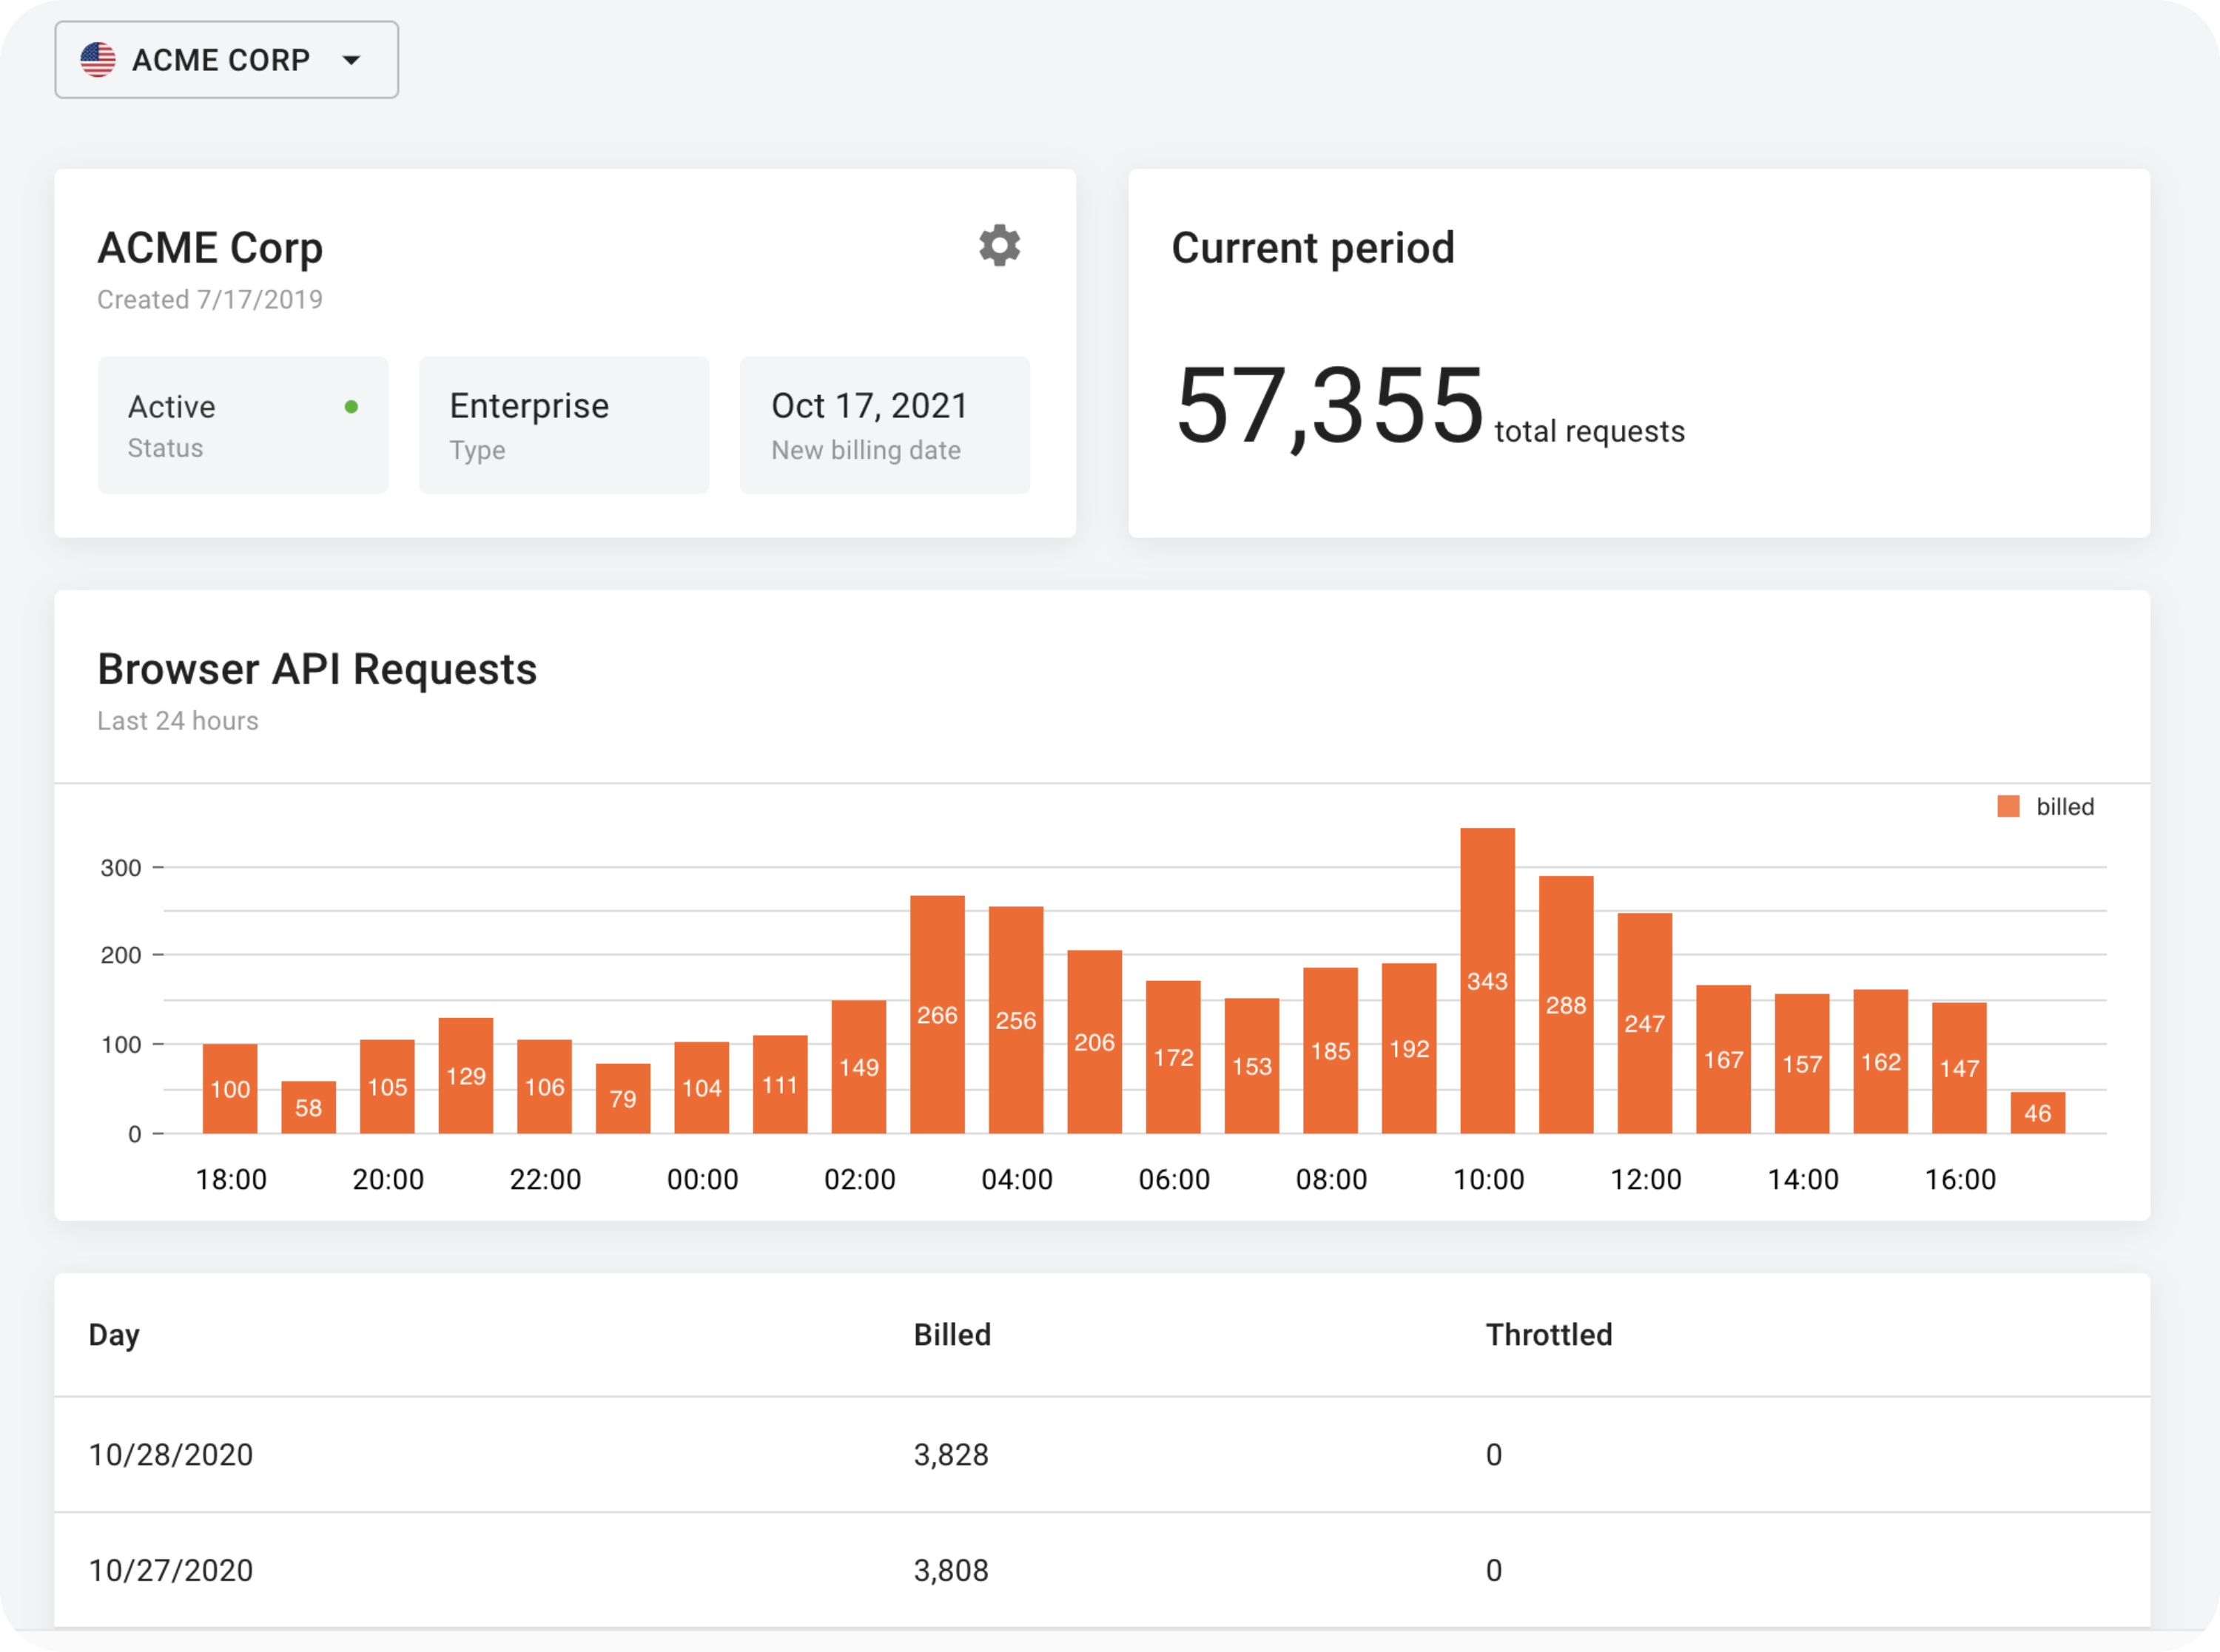 ACME CORP
ACME Corp
Created 7/17/2019
Active
Status
Enterprise
Type
Oct 17, 2021
New billing date
Current period
57,355 total requests
Browser API Requests
Last 24 hours
billed
300
200
100
0
100 58 105 129 106 79 104 111 149 266 256 206 172 153 185 192 343 288 247 167 157 162 147 46
18:00 20:00 22:00 00:00 02:00 04:00 06:00 08:00 10:00 12:00 14:00 16:00
Day Billed Throttled
10/28/2020 3,828 0
10/27/2020 3,808 0